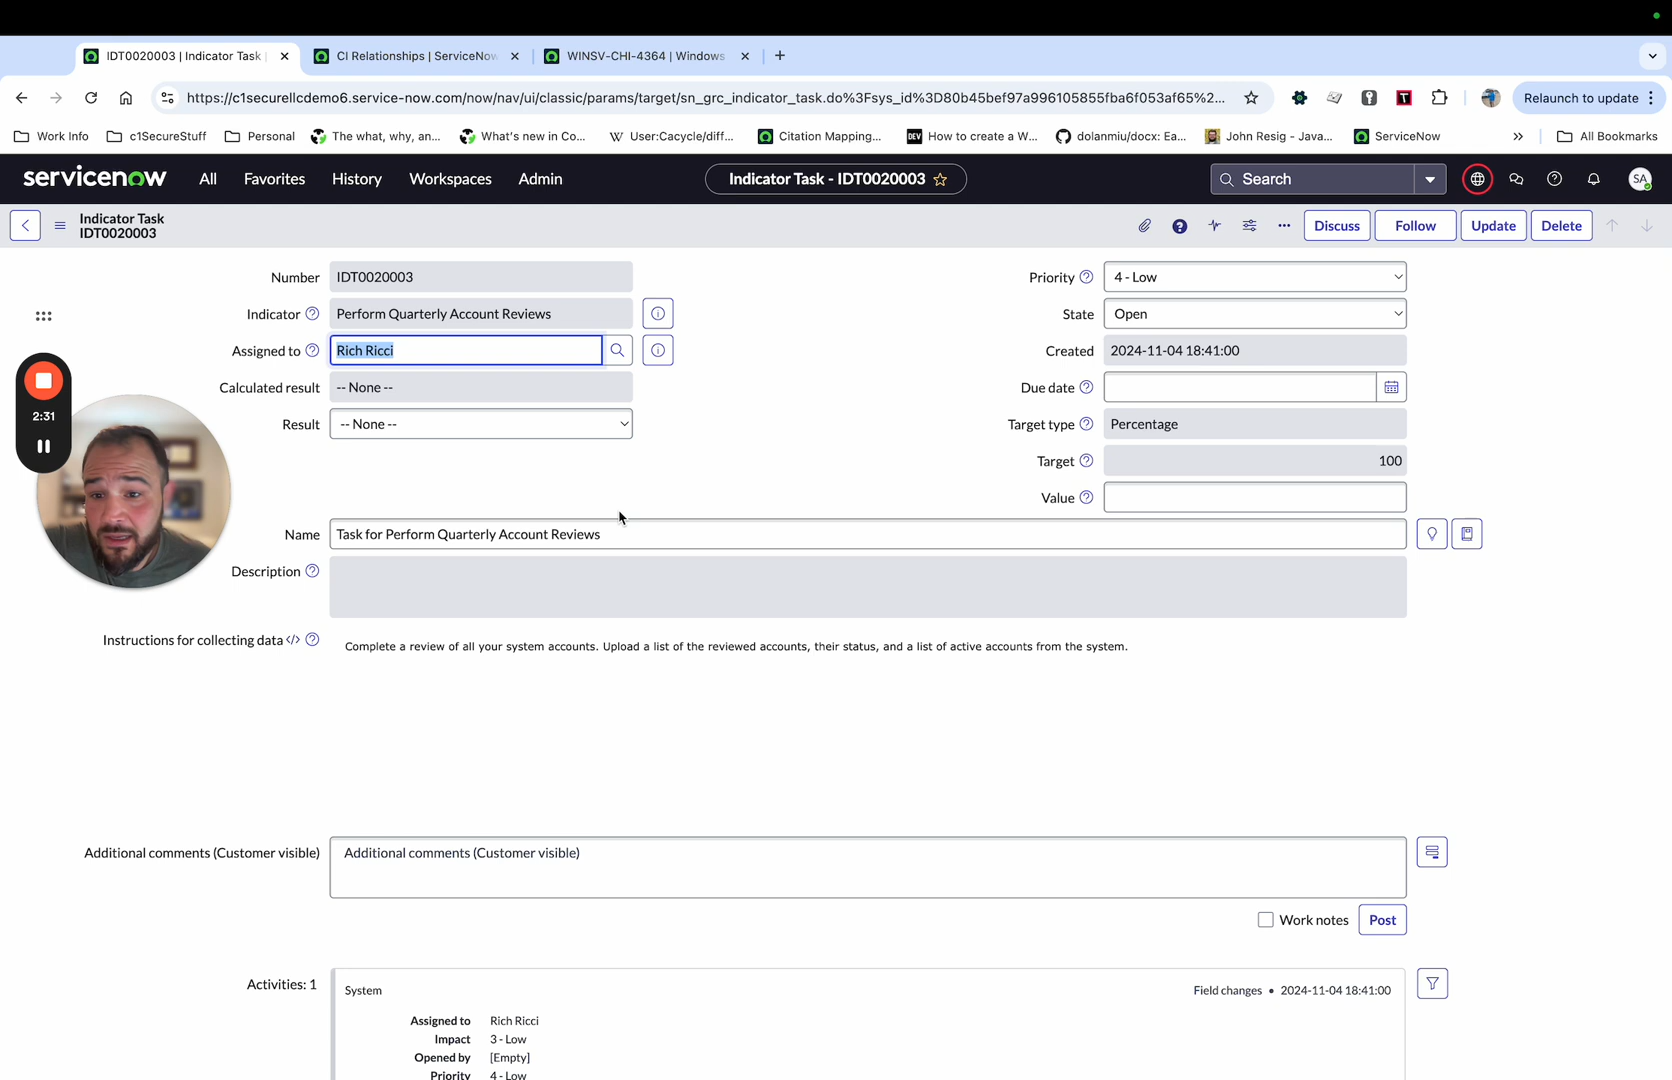 IDT0020003 | Indicator Task
CI Relationships | ServiceNow
WINSV-CHI-4364 | Windows
https://c1securellcdemo6.service-now.com/now/nav/ui/classic/params/target/sn_grc_indicator_task.do%3Fsys_id%3D80b45bef97a996105855fba6f053af65%2...
Relaunch to update
Work Info
c1SecureStuff
Personal
The what, why, an...
What's new in Co...
User:Cacycle/diff...
Citation Mapping...
How to create a W...
dolanmiu/docx: Ea...
John Resig - Java...
ServiceNow
All Bookmarks
servicenow
All
Favorites
History
Workspaces
Admin
Indicator Task - IDT0020003
Search
SA
Indicator Task
IDT0020003
Discuss
Follow
Update
Delete
Number
IDT0020003
Indicator
Perform Quarterly Account Reviews
Assigned to
Rich Ricci
Calculated result
-- None --
Result
-- None --
Priority
4 - Low
State
Open
Created
2024-11-04 18:41:00
Due date
Target type
Percentage
Target
100
Value
2:31
Name
Task for Perform Quarterly Account Reviews
Description
Instructions for collecting data
Complete a review of all your system accounts. Upload a list of the reviewed accounts, their status, and a list of active accounts from the system.
Additional comments (Customer visible)
Additional comments (Customer visible)
Work notes
Post
Activities: 1
System
Field changes • 2024-11-04 18:41:00
Assigned to Rich Ricci
Impact 3 - Low
Opened by [Empty]
Priority 4 - Low